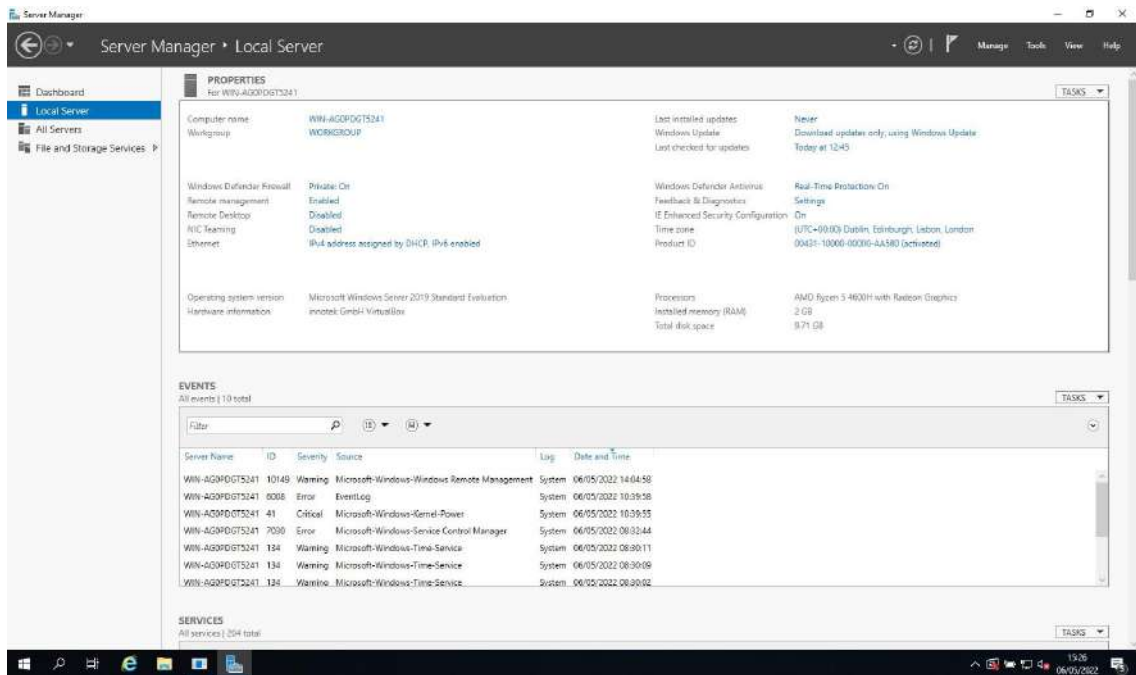 Server Manager
Server Manager • Local Server
Manage Tools View Help
Dashboard
Local Server
All Servers
File and Storage Services
PROPERTIES
For WIN-AG0PDGT5241
TASKS
Computer name WIN-AG0PDGT5241
Workgroup WORKGROUP
Last installed updates Never
Windows Update Download updates only, using Windows Update
Last checked for updates Today at 12:45
Windows Defender Firewall Private: On
Remote management Enabled
Remote Desktop Disabled
NIC Teaming Disabled
Ethernet IPv4 address assigned by DHCP, IPv6 enabled
Windows Defender Antivirus Real-Time Protection: On
Feedback & Diagnostics Settings
IE Enhanced Security Configuration On
Time zone (UTC+00:00) Dublin, Edinburgh, Lisbon, London
Product ID 00431-10000-00000-AA580 (activated)
Operating system version Microsoft Windows Server 2019 Standard Evaluation
Hardware information innotek GmbH VirtualBox
Processors AMD Ryzen 5 4600H with Radeon Graphics
Installed memory (RAM) 2 GB
Total disk space 9.71 GB
EVENTS
All events | 10 total
TASKS
Filter
Server Name ID Severity Source Log Date and Time
WIN-AG0PDGT5241 10149 Warning Microsoft-Windows-Windows Remote Management System 06/05/2022 14:04:58
WIN-AG0PDGT5241 6008 Error EventLog System 06/05/2022 10:39:58
WIN-AG0PDGT5241 41 Critical Microsoft-Windows-Kernel-Power System 06/05/2022 10:39:55
WIN-AG0PDGT5241 7030 Error Microsoft-Windows-Service Control Manager System 06/05/2022 08:32:44
WIN-AG0PDGT5241 134 Warning Microsoft-Windows-Time-Service System 06/05/2022 08:30:11
WIN-AG0PDGT5241 134 Warning Microsoft-Windows-Time-Service System 06/05/2022 08:30:09
WIN-AG0PDGT5241 134 Warning Microsoft-Windows-Time-Service System 06/05/2022 08:30:02
SERVICES
All services | 204 total
TASKS
15:26
06/05/2022